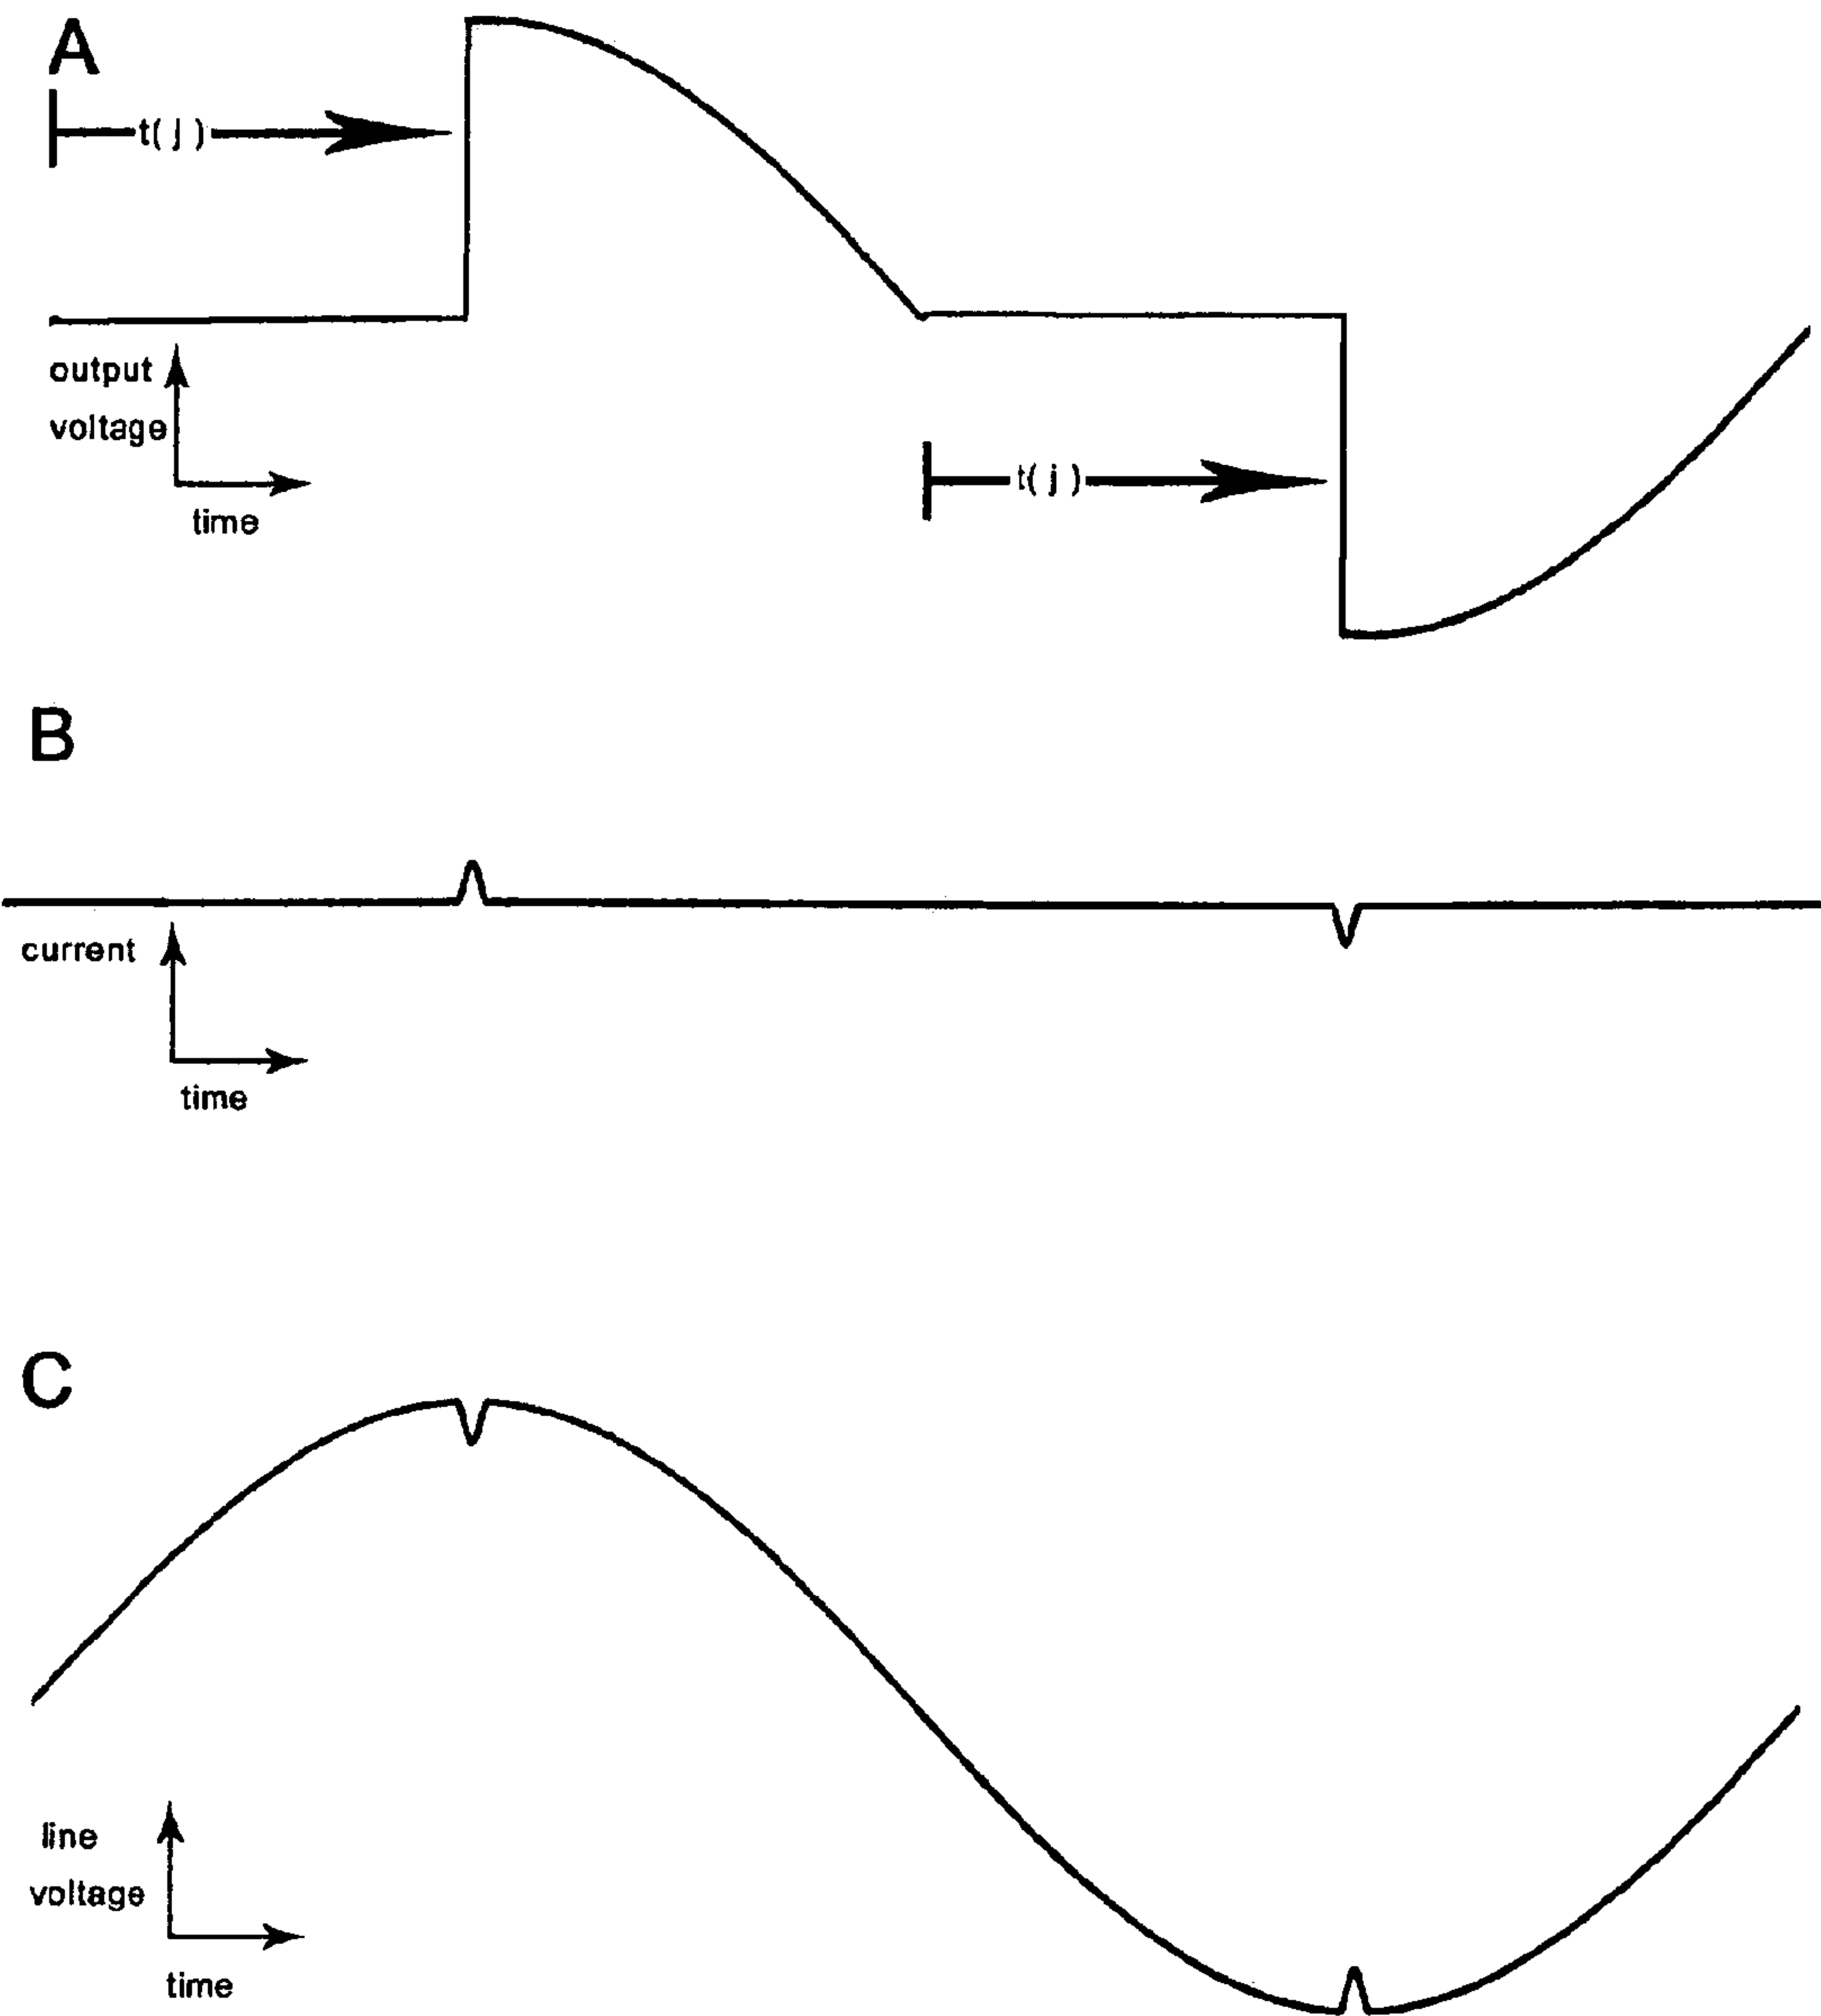 A
t( j )
output
voltage
time
t( j )
B
current
time
C
line
voltage
time